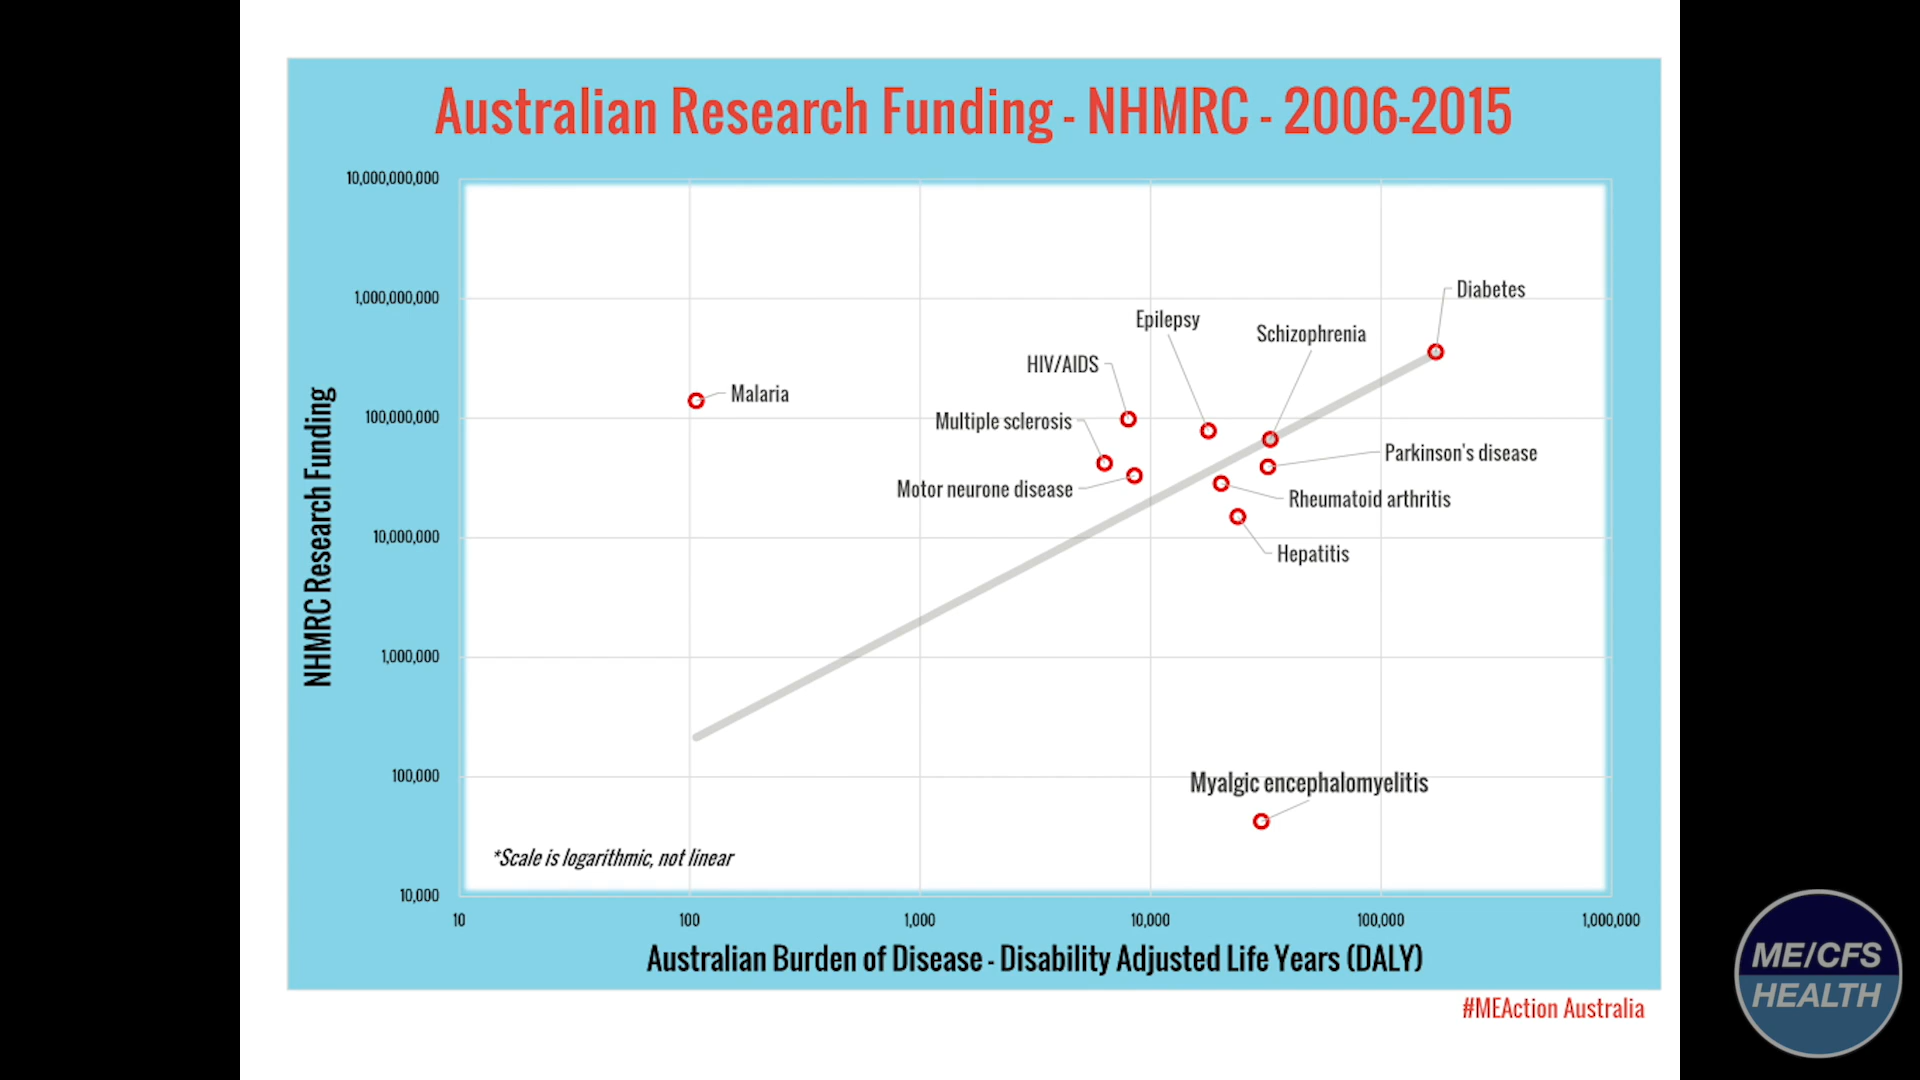 Australian Research Funding - NHMRC - 2006-2015
10,000,000,000
1,000,000,000
100,000,000
10,000,000
1,000,000
100,000
10,000
NHMRC Research Funding
Diabetes
Epilepsy
Schizophrenia
HIV/AIDS
Malaria
Multiple sclerosis
Parkinson's disease
Motor neurone disease
Rheumatoid arthritis
Hepatitis
Myalgic encephalomyelitis
*Scale is logarithmic, not linear
10 100 1,000 10,000 100,000 1,000,000
Australian Burden of Disease - Disability Adjusted Life Years (DALY)
#MEAction Australia
ME/CFS
HEALTH